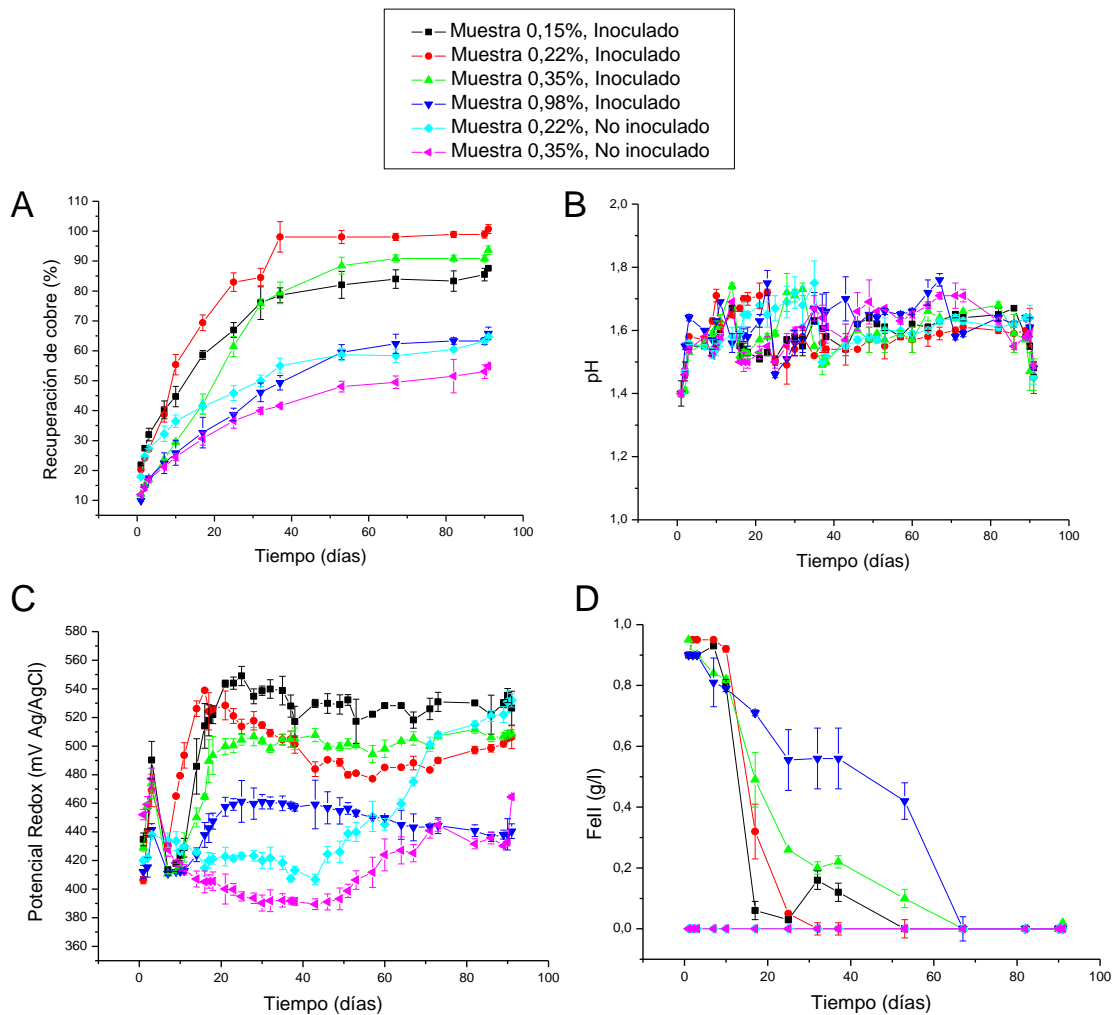 Muestra 0,15%, Inoculado
Muestra 0,22%, Inoculado
Muestra 0,35%, Inoculado
Muestra 0,98%, Inoculado
Muestra 0,22%, No inoculado
Muestra 0,35%, No inoculado
A
Recuperación de cobre (%)
110
100
90
80
70
60
50
40
30
20
10
0 20 40 60 80 100
Tiempo (días)
B
pH
2,0
1,8
1,6
1,4
1,2
1,0
0 20 40 60 80 100
Tiempo (días)
C
Potencial Redox (mV Ag/AgCl)
580
560
540
520
500
480
460
440
420
400
380
360
0 20 40 60 80 100
Tiempo (días)
D
FeII (g/l)
1,0
0,8
0,6
0,4
0,2
0,0
0 20 40 60 80 100
Tiempo (días)